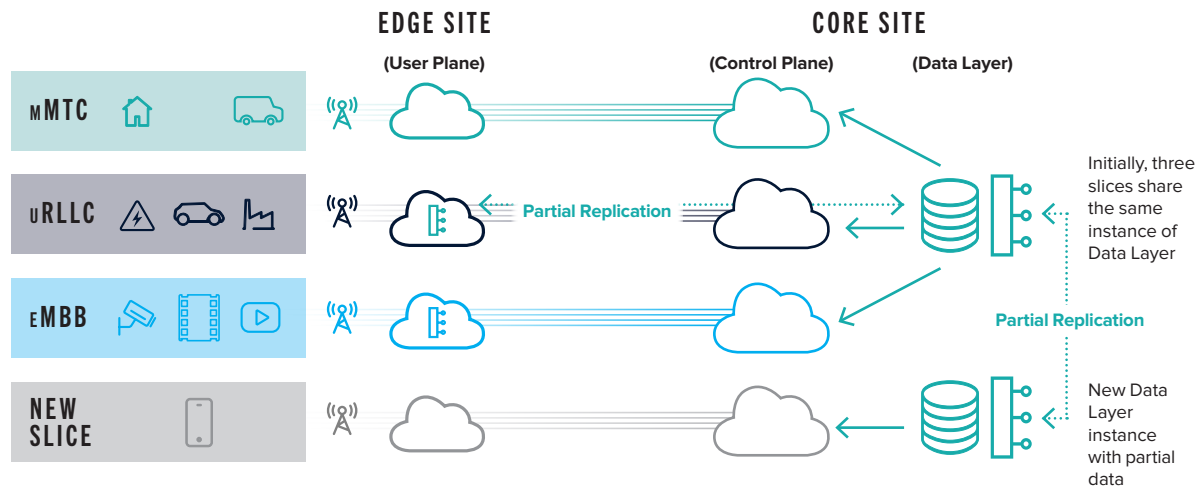 EDGE SITE
CORE SITE
(User Plane)
(Control Plane)
(Data Layer)
MMTC
URLLC
Partial Replication
Initially, three
slices share
the same
instance of
Data Layer
EMBB
Partial Replication
NEW
SLICE
New Data
Layer
instance
with partial
data